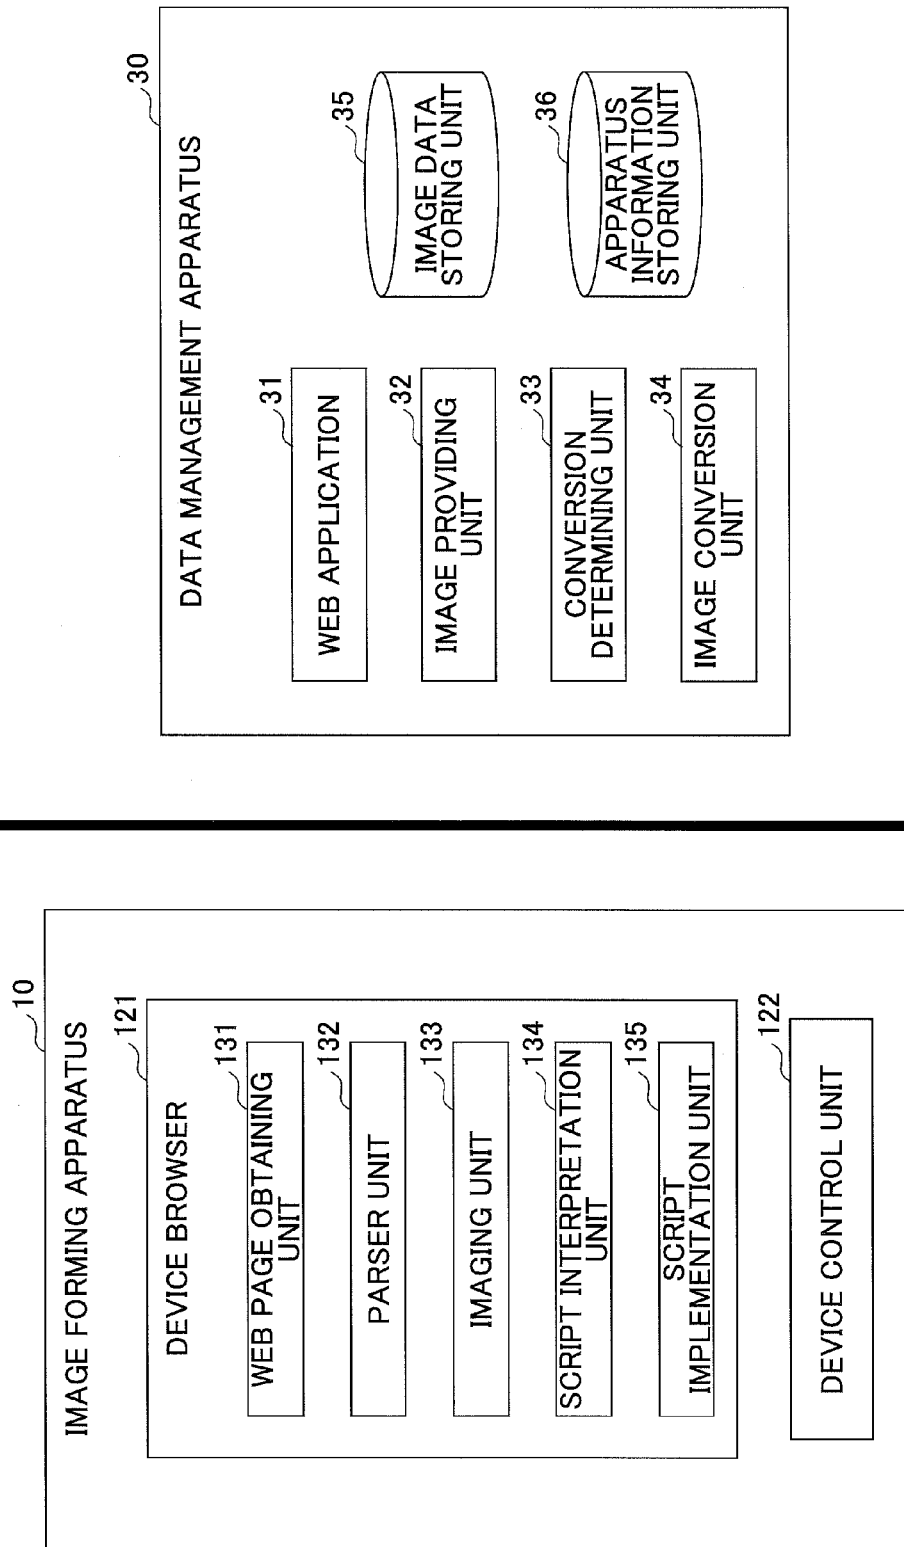 10
IMAGE FORMING APPARATUS
121
DEVICE BROWSER
131
WEB PAGE OBTAINING
UNIT
132
PARSER UNIT
133
IMAGING UNIT
134
SCRIPT INTERPRETATION
UNIT
135
SCRIPT
IMPLEMENTATION UNIT
122
DEVICE CONTROL UNIT
30
DATA MANAGEMENT APPARATUS
31
WEB APPLICATION
32
IMAGE PROVIDING
UNIT
33
CONVERSION
DETERMINING UNIT
34
IMAGE CONVERSION
UNIT
35
IMAGE DATA
STORING UNIT
36
APPARATUS
INFORMATION
STORING UNIT